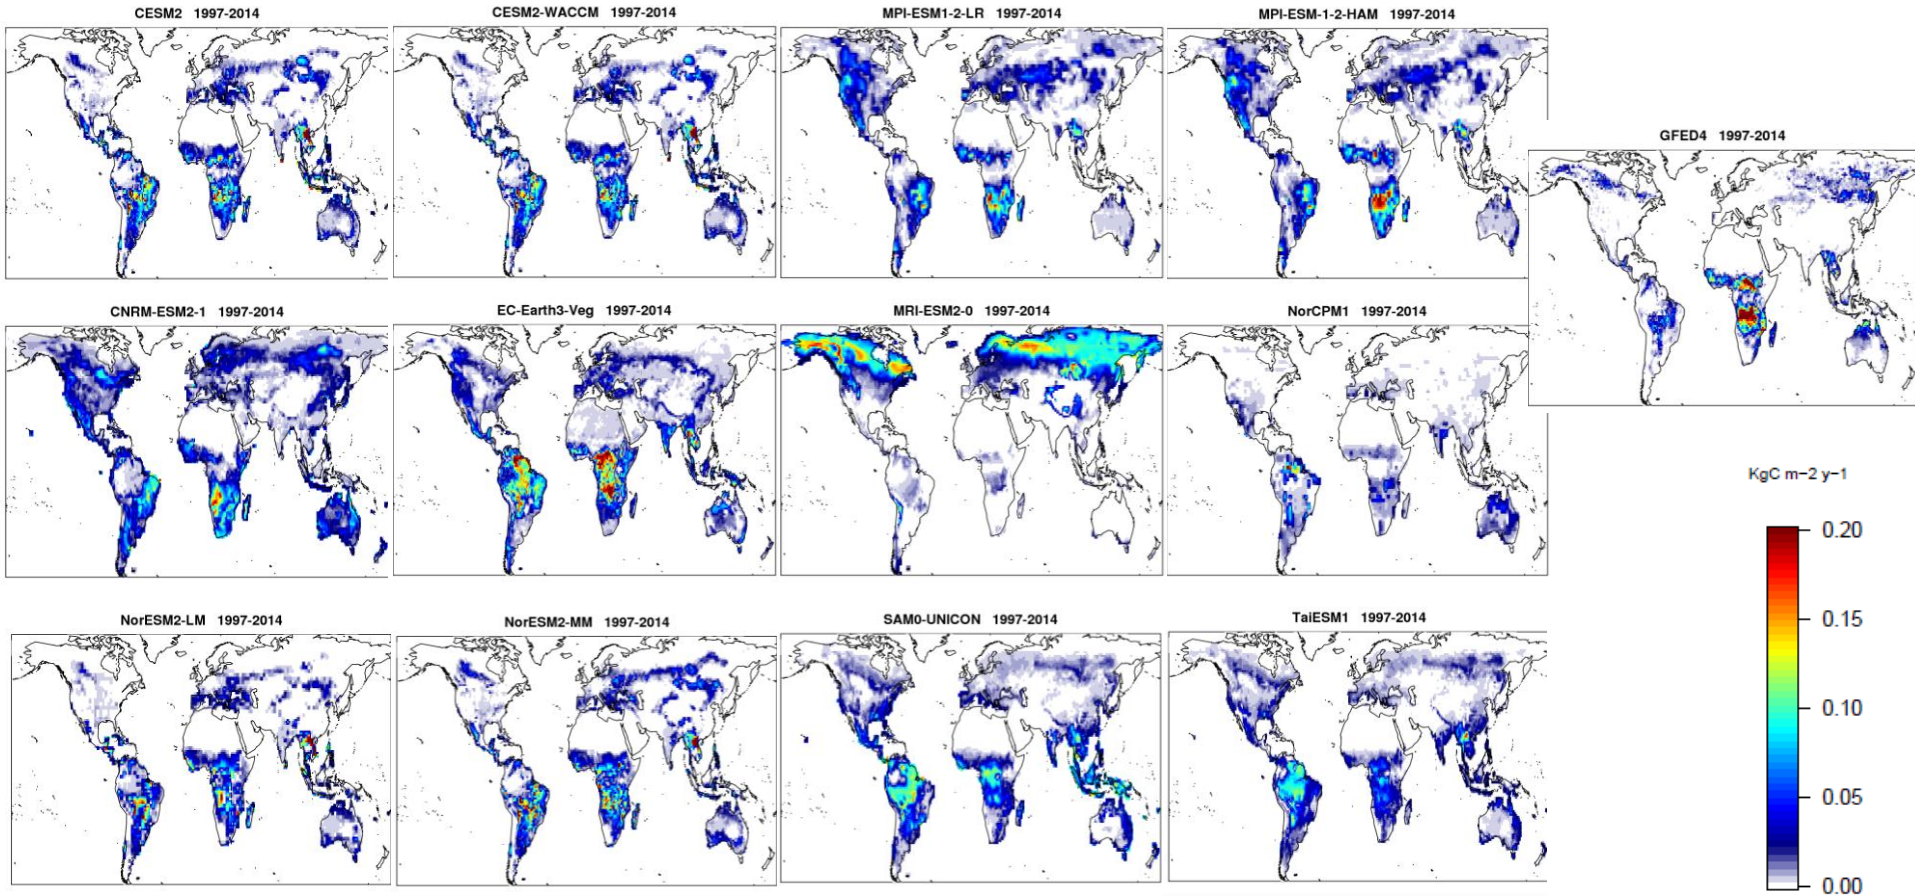 CESM2 1997-2014
CESM2-WACCM 1997-2014
MPI-ESM1-2-LR 1997-2014
MPI-ESM-1-2-HAM 1997-2014
GFED4 1997-2014
CNRM-ESM2-1 1997-2014
EC-Earth3-Veg 1997-2014
MRI-ESM2-0 1997-2014
NorCPM1 1997-2014
KgC m−2 y−1
0.20
0.15
0.10
0.05
0.00
NorESM2-LM 1997-2014
NorESM2-MM 1997-2014
SAM0-UNICON 1997-2014
TaiESM1 1997-2014